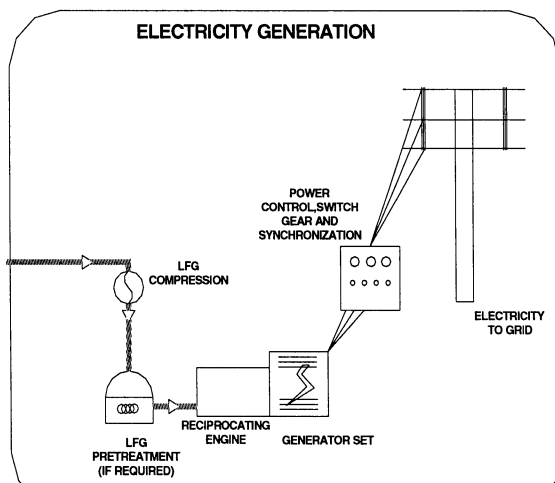 ELECTRICITY GENERATION
POWER
CONTROL,SWITCH
GEAR AND
SYNCHRONIZATION
LFG
COMPRESSION
ELECTRICITY
TO GRID
RECIPROCATING
ENGINE
GENERATOR SET
LFG
PRETREATMENT
(IF REQUIRED)